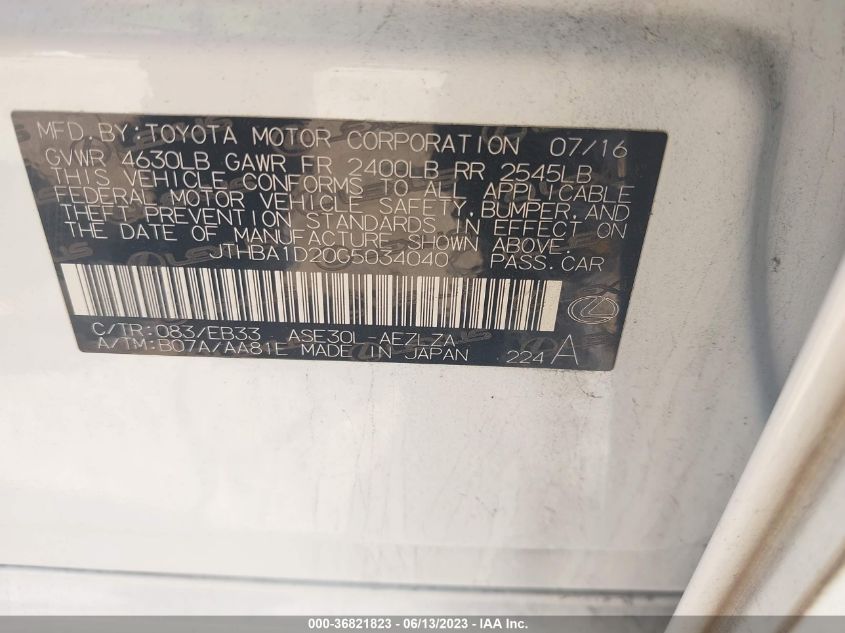 MFD.BY:TOYOTA MOTOR CORPORATION 07/16
GVWR 4630LB GAWR FR 2400LB RR 2545LB
THIS VEHICLE CONFORMS TO ALL APPLICABLE
FEDERAL MOTOR VEHICLE SAFETY,BUMPER,AND
THEFT PREVENTION STANDARDS IN EFFECT ON
THE DATE OF MANUFACTURE SHOWN ABOVE.
JTHBA1D20G5034040 PASS.CAR
C/TR:083/EB33 ASE30L-AEZLZA
A/TM:B07A/AA81E MADE IN JAPAN 224A
000-36821823 - 06/13/2023 - IAA Inc.